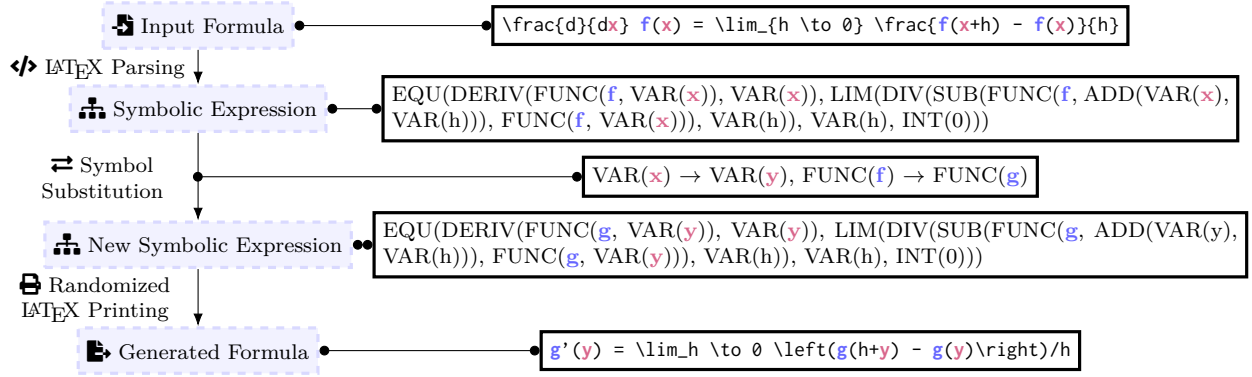 Input Formula
\frac{d}{dx} f(x) = \lim_{h \to 0} \frac{f(x+h) - f(x)}{h}
LATEX Parsing
Symbolic Expression
EQU(DERIV(FUNC(f, VAR(x)), VAR(x)), LIM(DIV(SUB(FUNC(f, ADD(VAR(x),
VAR(h))), FUNC(f, VAR(x))), VAR(h)), VAR(h), INT(0)))
Symbol
Substitution
VAR(x) → VAR(y), FUNC(f) → FUNC(g)
New Symbolic Expression
EQU(DERIV(FUNC(g, VAR(y)), VAR(y)), LIM(DIV(SUB(FUNC(g, ADD(VAR(y),
VAR(h))), FUNC(g, VAR(y))), VAR(h)), VAR(h), INT(0)))
Randomized
LATEX Printing
Generated Formula
g'(y) = \lim_h \to 0 \left(g(h+y) - g(y)\right)/h